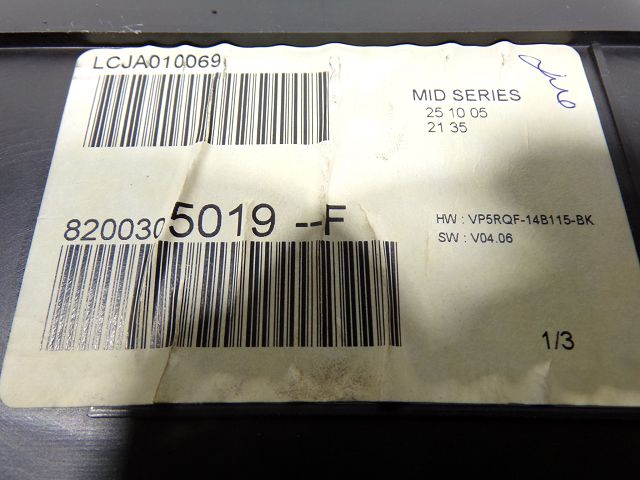 LCJA010069
MID SERIES
25 10 05
21 35
8200305019 --F
HW : VP5RQF-14B115-BK
SW : V04.06
1/3